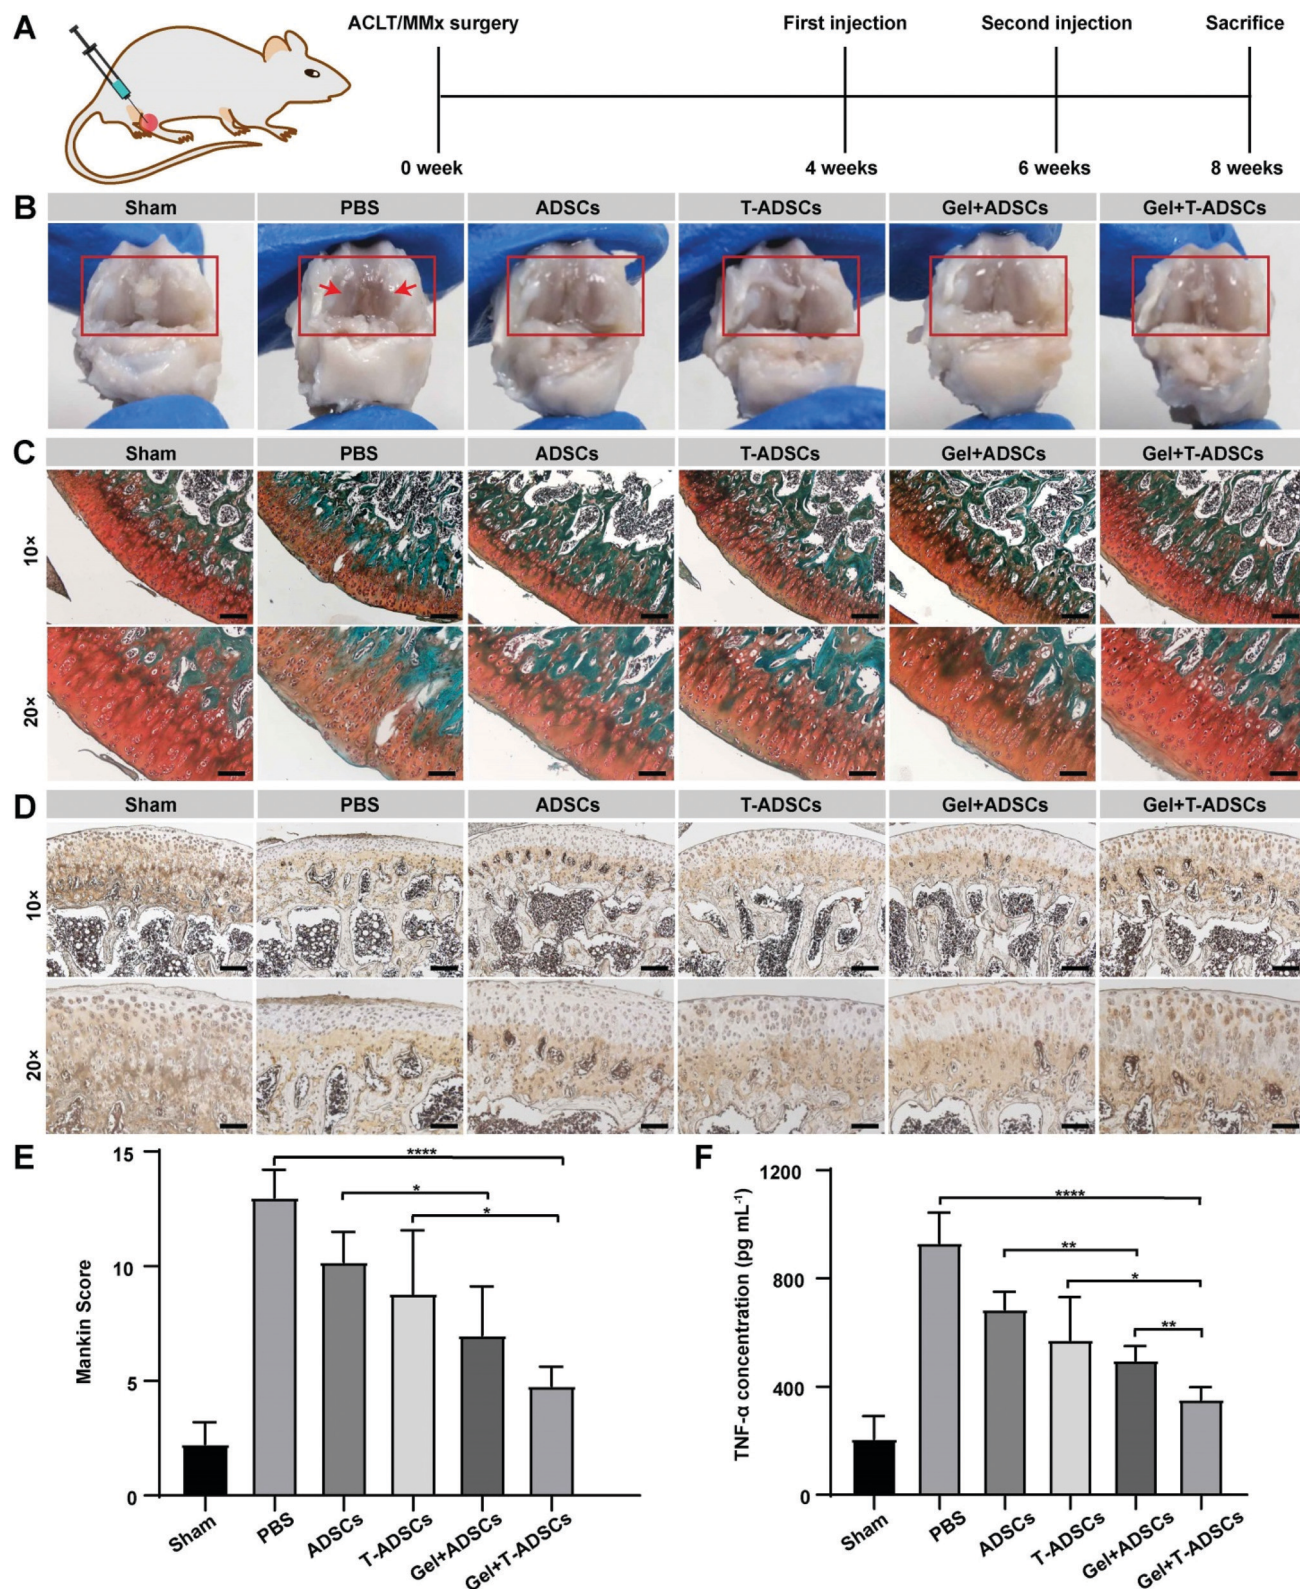 A
ACLT/MMx surgery First injection Second injection Sacrifice
0 week 4 weeks 6 weeks 8 weeks
B
Sham PBS ADSCs T-ADSCs Gel+ADSCs Gel+T-ADSCs
C
Sham PBS ADSCs T-ADSCs Gel+ADSCs Gel+T-ADSCs
10×
20×
D
Sham PBS ADSCs T-ADSCs Gel+ADSCs Gel+T-ADSCs
10×
20×
E
Mankin Score
15
10
5
0
****
*
*
Sham PBS ADSCs T-ADSCs Gel+ADSCs Gel+T-ADSCs
F
TNF-α concentration (pg mL⁻¹)
1200
800
400
0
****
**
*
**
Sham PBS ADSCs T-ADSCs Gel+ADSCs Gel+T-ADSCs